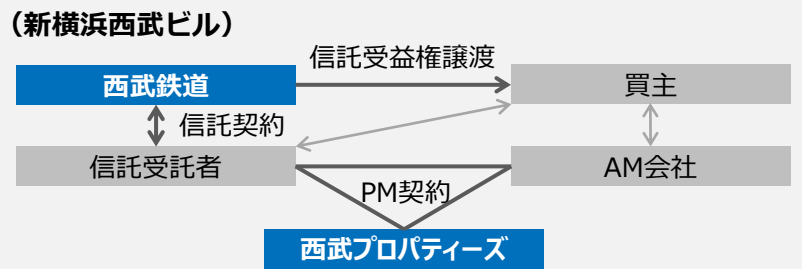 （新横浜西武ビル）
信託受益権譲渡
西武鉄道
買主
信託契約
信託受託者
AM会社
PM契約
西武プロパティーズ